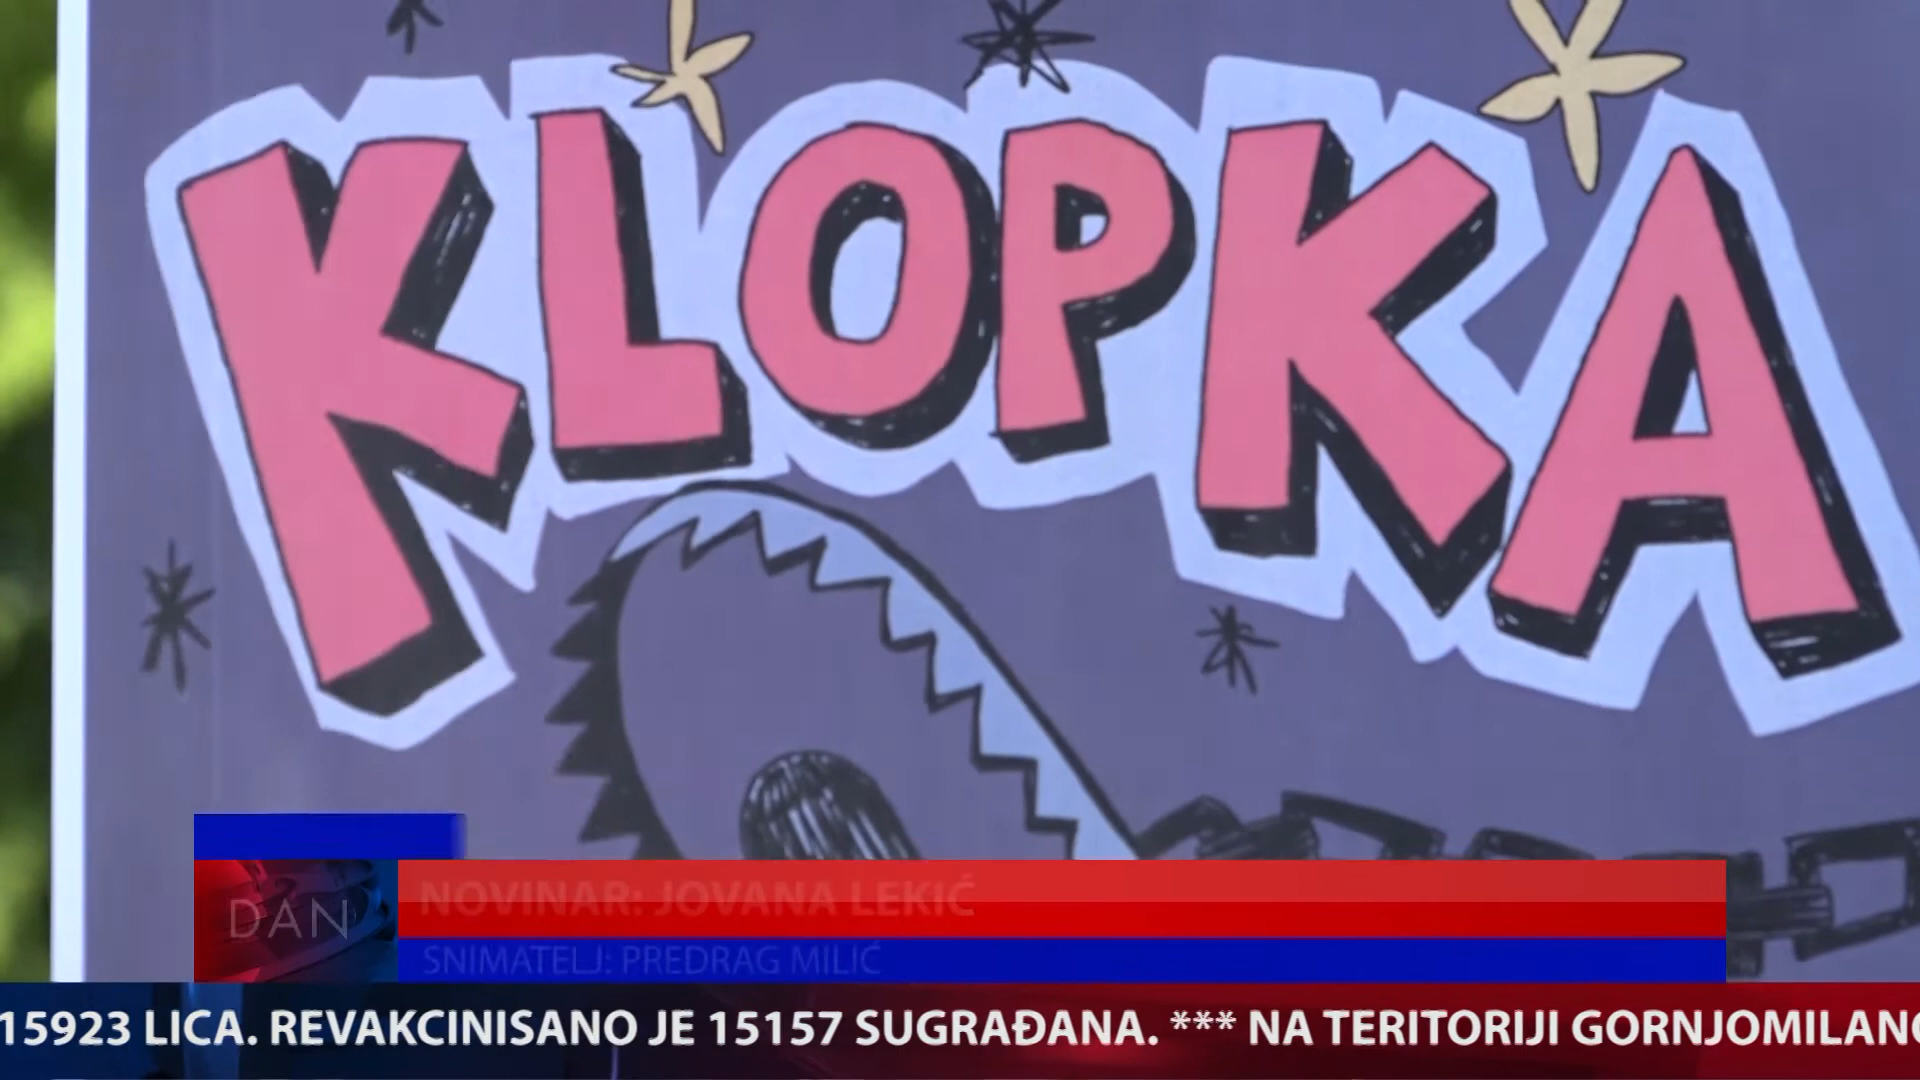 KLOPKA
DAN
NOVINAR: JOVANA LEKIĆ
SNIMATELJ: PREDRAG MILIĆ
15923 LICA. REVAKCINISANO JE 15157 SUGRAĐANA. *** NA TERITORIJI GORNJOMILANO